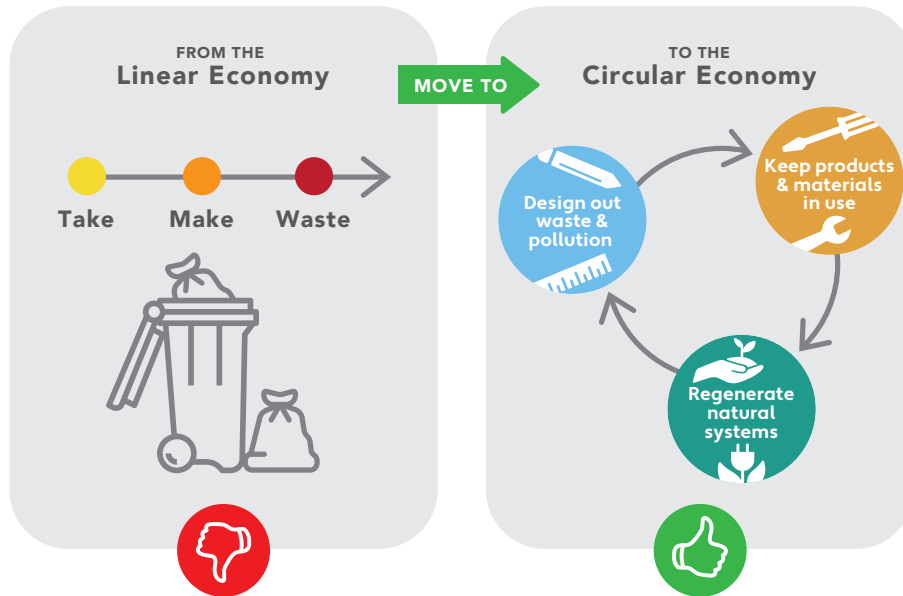 FROM THE
Linear Economy
Take
Make
Waste
MOVE TO
TO THE
Circular Economy
Design out
waste &
pollution
Keep products
& materials
in use
Regenerate
natural
systems